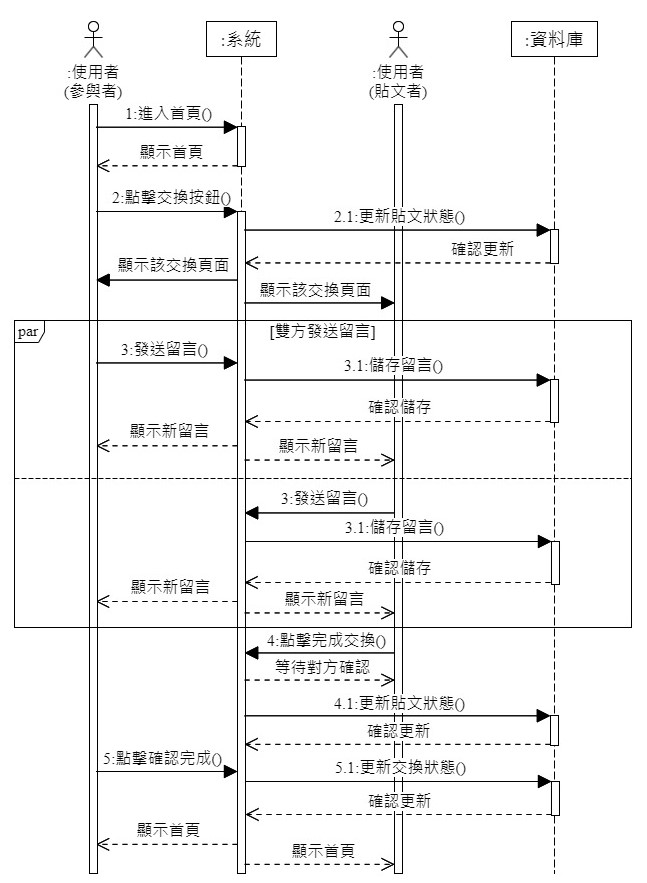 :使用者
(參與者)
:系統
:使用者
(貼文者)
:資料庫
1:進入首頁()
顯示首頁
2:點擊交換按鈕()
2.1:更新貼文狀態()
確認更新
顯示該交換頁面
顯示該交換頁面
par
[雙方發送留言]
3:發送留言()
3.1:儲存留言()
確認儲存
顯示新留言
顯示新留言
3:發送留言()
3.1:儲存留言()
確認儲存
顯示新留言
顯示新留言
4:點擊完成交換()
等待對方確認
4.1:更新貼文狀態()
確認更新
5:點擊確認完成()
5.1:更新交換狀態()
確認更新
顯示首頁
顯示首頁